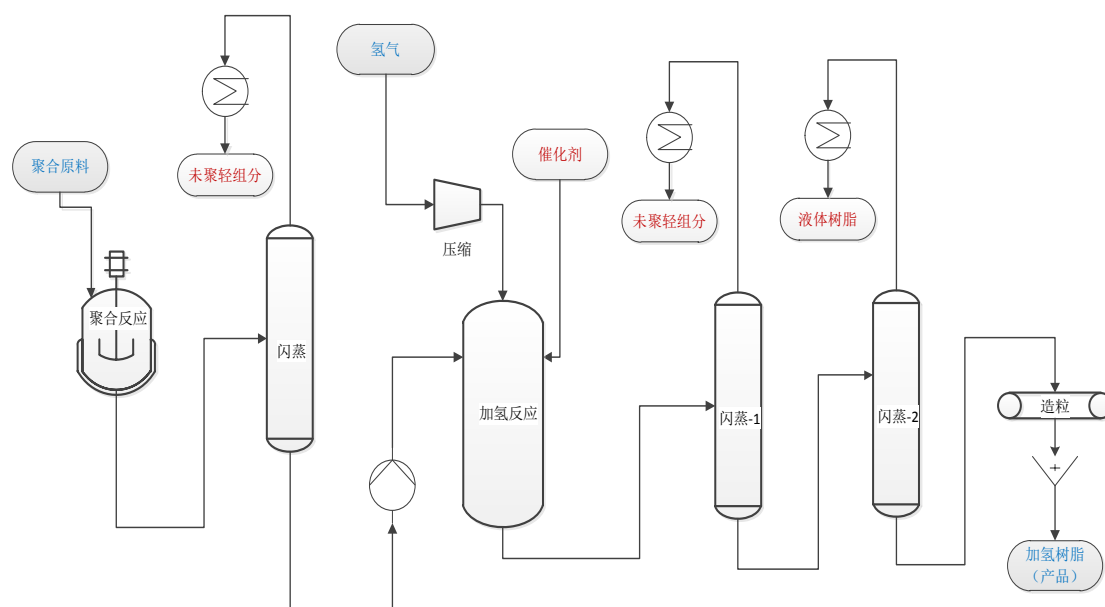 氢气
聚合原料
未聚轻组分
催化剂
压缩
未聚轻组分
液体树脂
聚合反应
闪蒸
加氢反应
闪蒸-1
闪蒸-2
造粒
加氢树脂
（产品）